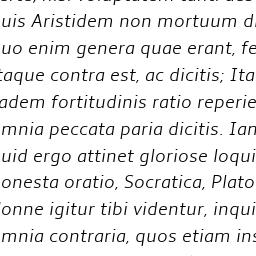 uis Aristidem non mortuum d
uo enim genera quae erant, fe
taque contra est, ac dicitis; Ita
adem fortitudinis ratio reperie
mnia peccata paria dicitis. Ian
uid ergo attinet gloriose loqui
onesta oratio, Socratica, Plato
onne igitur tibi videntur, inqui
mnia contraria, quos etiam ins